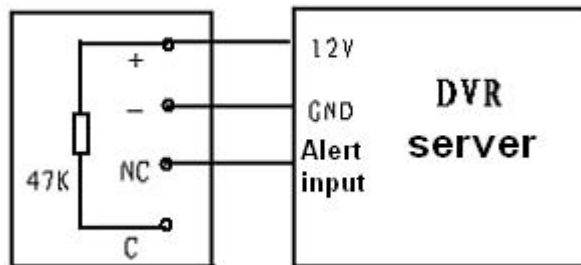 +
12V
-
GND
DVR
server
47K
NC
Alert
input
C